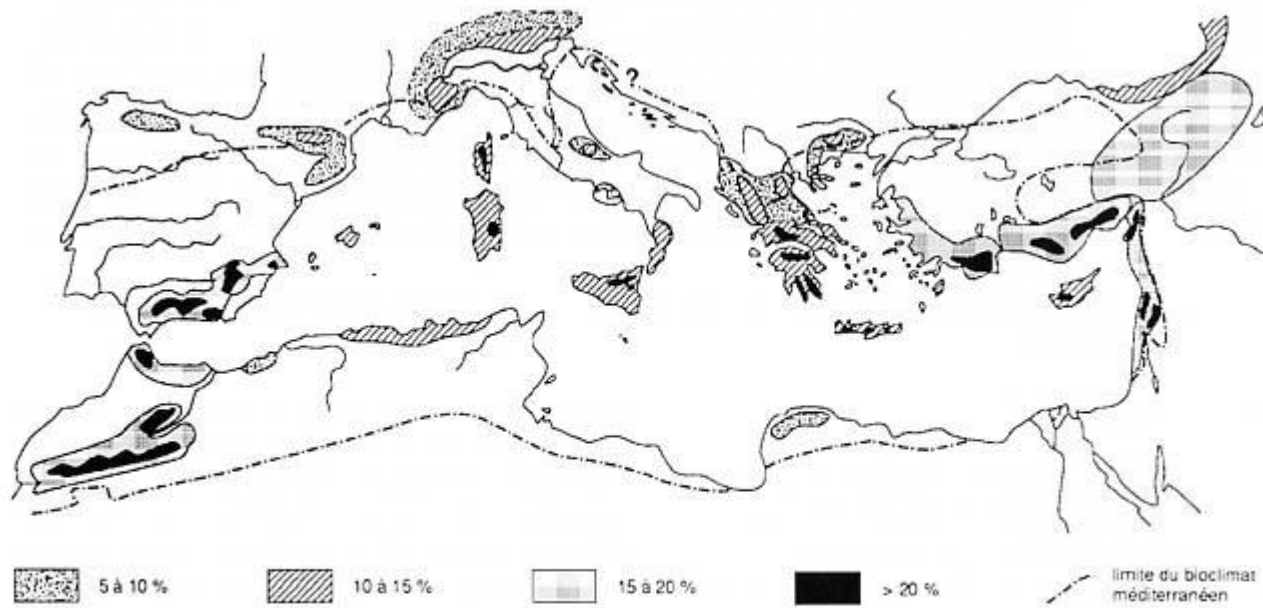 ?
5 à 10 %
10 à 15 %
15 à 20 %
> 20 %
limite du bioclimat
méditerranéen